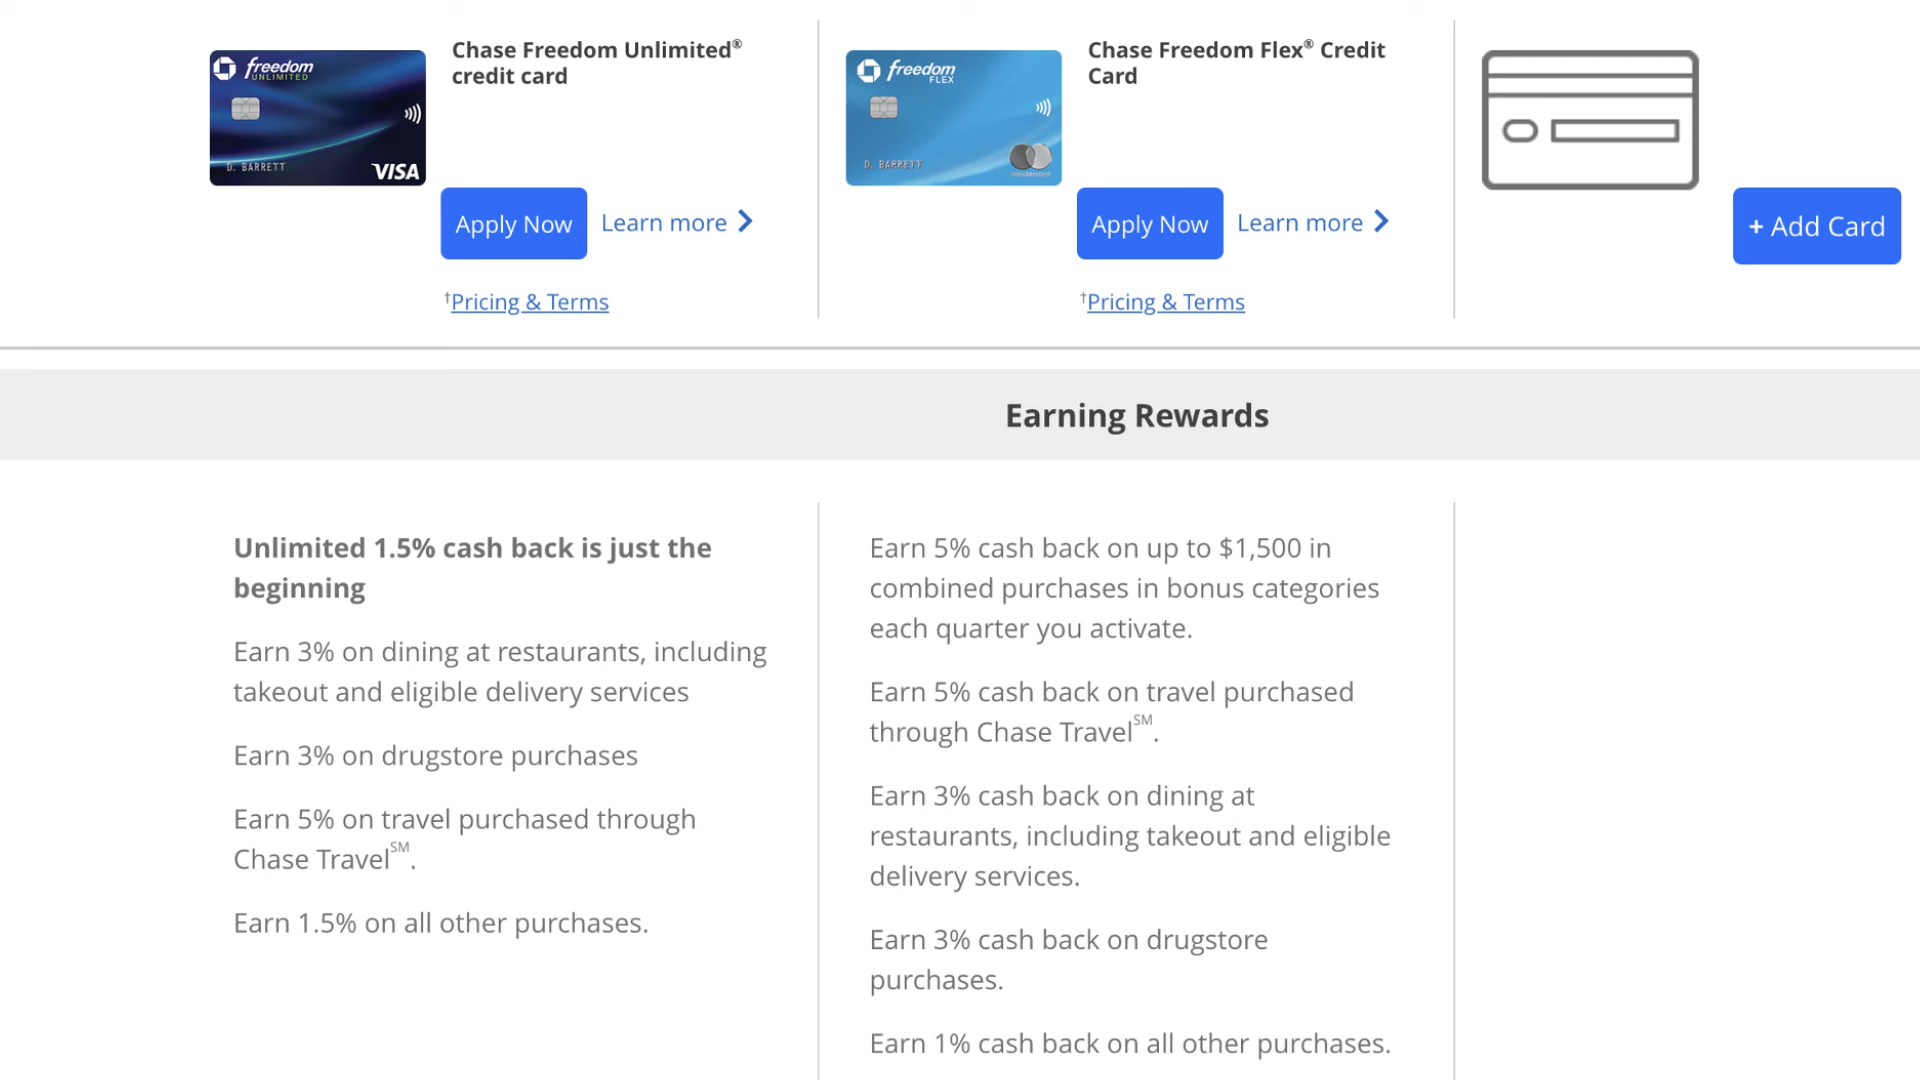 freedom
UNLIMITED
D. BARRETT
VISA
Chase Freedom Unlimited®
credit card
Apply Now
Learn more
†Pricing & Terms
freedom
FLEX
D. BARRETT
mastercard
Chase Freedom Flex® Credit
Card
Apply Now
Learn more
†Pricing & Terms
+ Add Card
Earning Rewards
Unlimited 1.5% cash back is just the
beginning
Earn 3% on dining at restaurants, including
takeout and eligible delivery services
Earn 3% on drugstore purchases
Earn 5% on travel purchased through
Chase Travel℠.
Earn 1.5% on all other purchases.
Earn 5% cash back on up to $1,500 in
combined purchases in bonus categories
each quarter you activate.
Earn 5% cash back on travel purchased
through Chase Travel℠.
Earn 3% cash back on dining at
restaurants, including takeout and eligible
delivery services.
Earn 3% cash back on drugstore
purchases.
Earn 1% cash back on all other purchases.